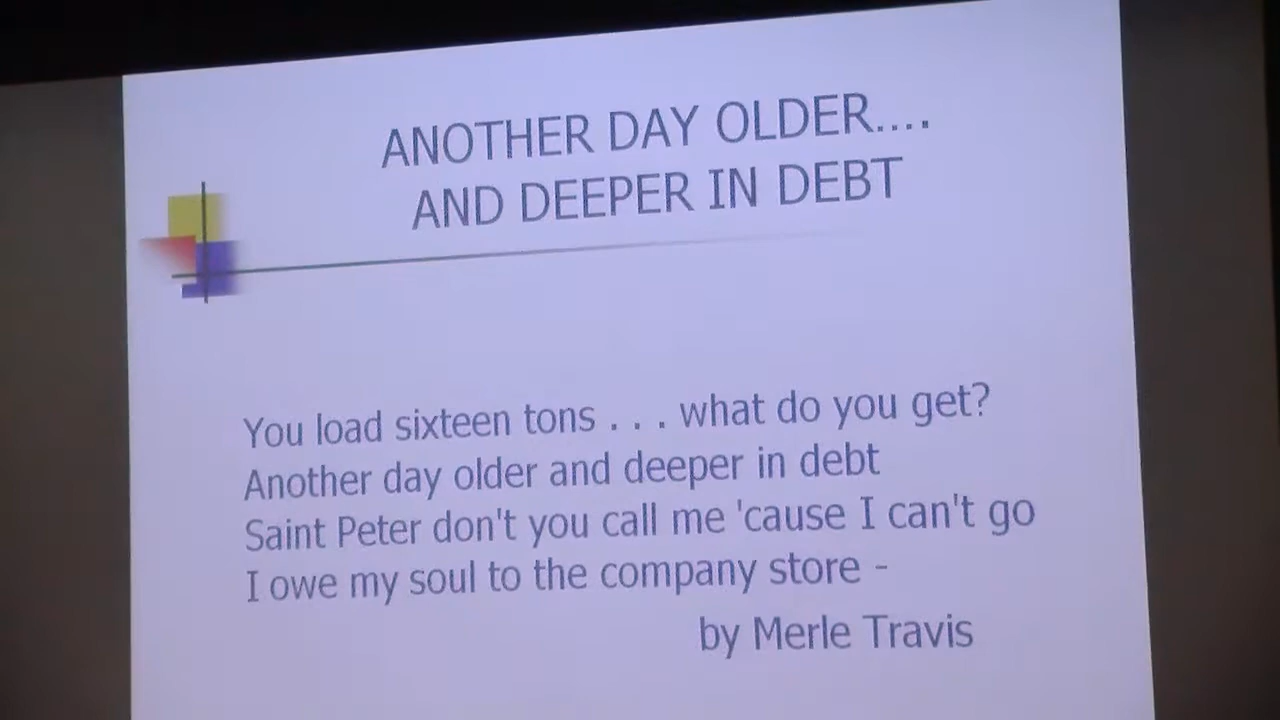 ANOTHER DAY OLDER....
AND DEEPER IN DEBT
You load sixteen tons . . . what do you get?
Another day older and deeper in debt
Saint Peter don't you call me 'cause I can't go
I owe my soul to the company store -
by Merle Travis